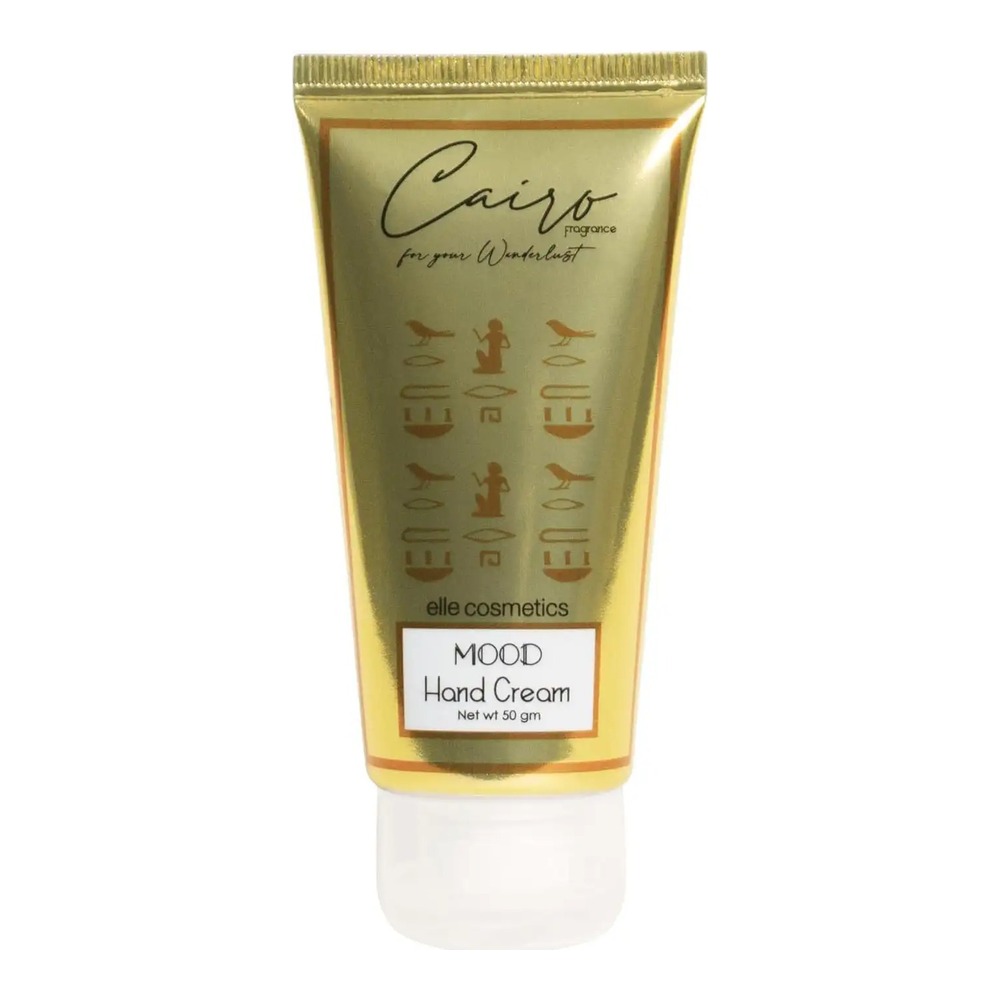 Cairo
fragrance
for your Wanderlust
elle cosmetics
MOOD
Hand Cream
Net wt 50 gm